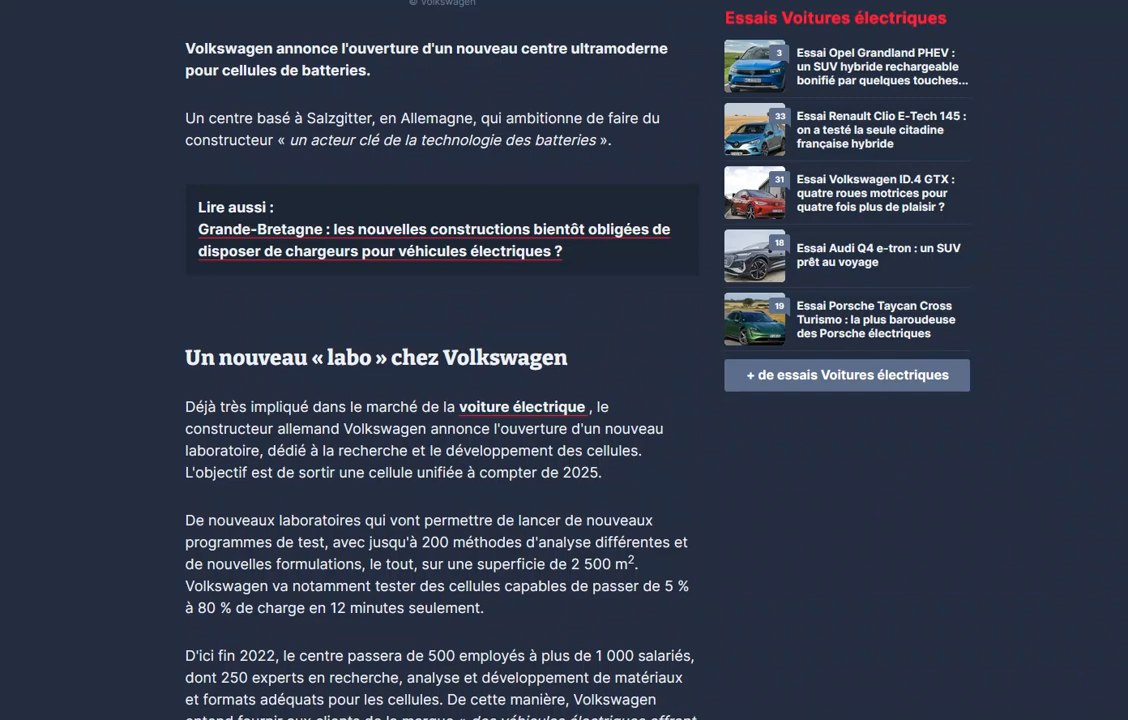 © Volkswagen
Volkswagen annonce l'ouverture d'un nouveau centre ultramoderne
pour cellules de batteries.
Un centre basé à Salzgitter, en Allemagne, qui ambitionne de faire du
constructeur « un acteur clé de la technologie des batteries ».
Lire aussi :
Grande-Bretagne : les nouvelles constructions bientôt obligées de
disposer de chargeurs pour véhicules électriques ?
Un nouveau « labo » chez Volkswagen
Déjà très impliqué dans le marché de la voiture électrique , le
constructeur allemand Volkswagen annonce l'ouverture d'un nouveau
laboratoire, dédié à la recherche et le développement des cellules.
L'objectif est de sortir une cellule unifiée à compter de 2025.
De nouveaux laboratoires qui vont permettre de lancer de nouveaux
programmes de test, avec jusqu'à 200 méthodes d'analyse différentes et
de nouvelles formulations, le tout, sur une superficie de 2 500 m².
Volkswagen va notamment tester des cellules capables de passer de 5 %
à 80 % de charge en 12 minutes seulement.
D'ici fin 2022, le centre passera de 500 employés à plus de 1 000 salariés,
dont 250 experts en recherche, analyse et développement de matériaux
et formats adéquats pour les cellules. De cette manière, Volkswagen
entend fournir aux clients de la marque « des véhicules électriques offrant
Essais Voitures électriques
3
Essai Opel Grandland PHEV :
un SUV hybride rechargeable
bonifié par quelques touches...
33
Essai Renault Clio E-Tech 145 :
on a testé la seule citadine
française hybride
31
Essai Volkswagen ID.4 GTX :
quatre roues motrices pour
quatre fois plus de plaisir ?
18
Essai Audi Q4 e-tron : un SUV
prêt au voyage
19
Essai Porsche Taycan Cross
Turismo : la plus baroudeuse
des Porsche électriques
+ de essais Voitures électriques